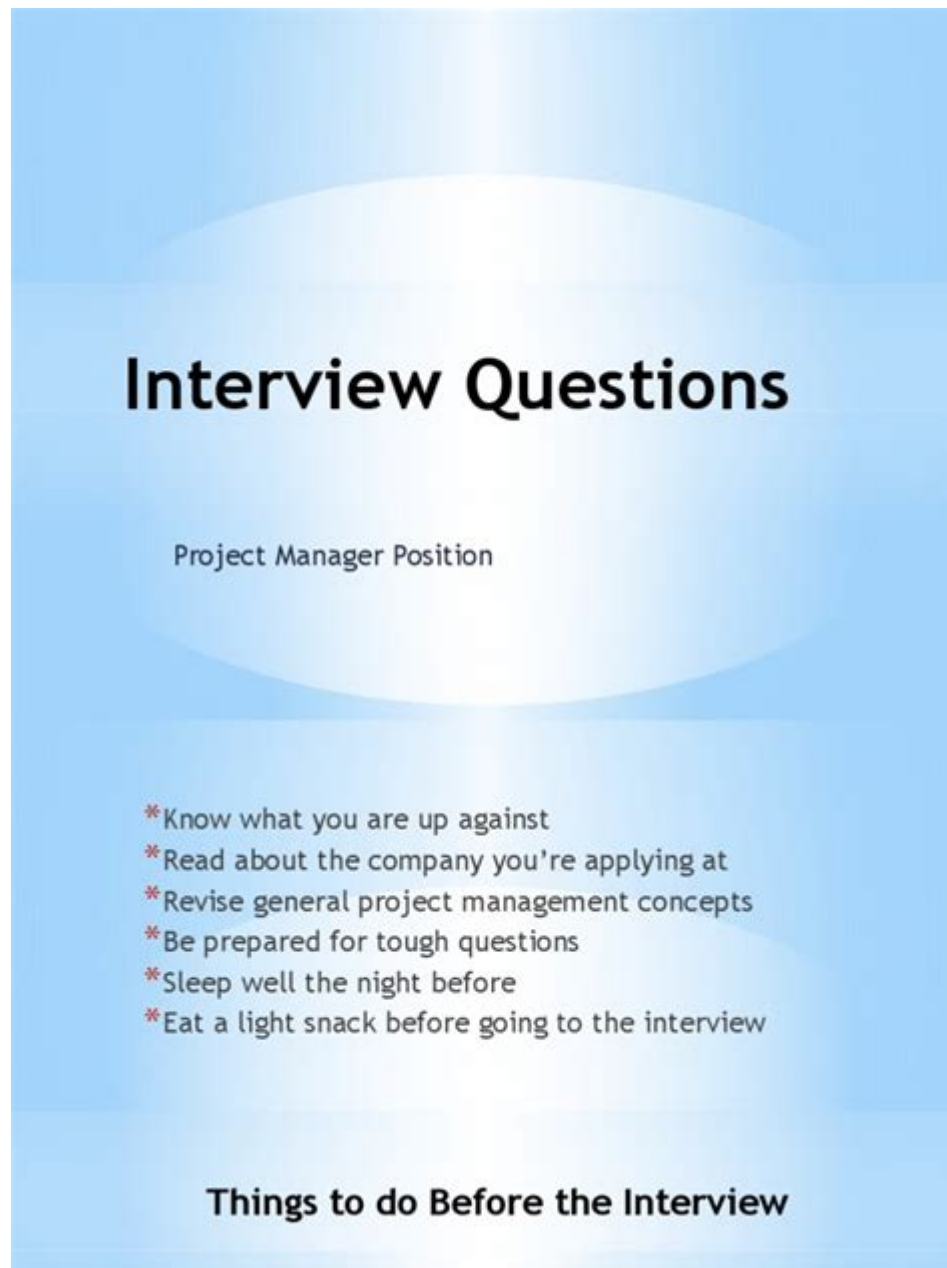 Interview Questions
Project Manager Position
*Know what you are up against
*Read about the company you’re applying at
*Revise general project management concepts
*Be prepared for tough questions
*Sleep well the night before
*Eat a light snack before going to the interview
Things to do Before the Interview